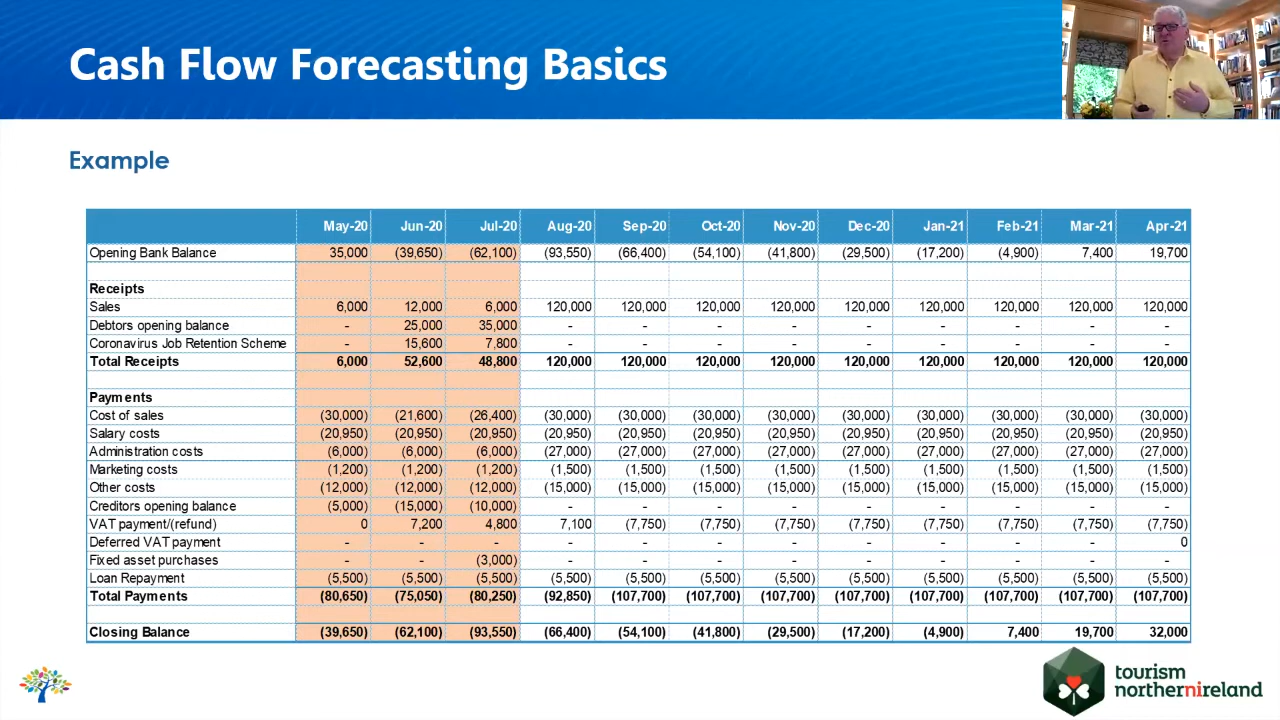 Cash Flow Forecasting Basics
Example
May-20 Jun-20 Jul-20 Aug-20 Sep-20 Oct-20 Nov-20 Dec-20 Jan-21 Feb-21 Mar-21 Apr-21
Opening Bank Balance 35,000 (39,650) (62,100) (93,550) (66,400) (54,100) (41,800) (29,500) (17,200) (4,900) 7,400 19,700
Receipts
Sales 6,000 12,000 6,000 120,000 120,000 120,000 120,000 120,000 120,000 120,000 120,000 120,000
Debtors opening balance - 25,000 35,000 - - - - - - - - -
Coronavirus Job Retention Scheme - 15,600 7,800 - - - - - - - - -
Total Receipts 6,000 52,600 48,800 120,000 120,000 120,000 120,000 120,000 120,000 120,000 120,000 120,000
Payments
Cost of sales (30,000) (21,600) (26,400) (30,000) (30,000) (30,000) (30,000) (30,000) (30,000) (30,000) (30,000) (30,000)
Salary costs (20,950) (20,950) (20,950) (20,950) (20,950) (20,950) (20,950) (20,950) (20,950) (20,950) (20,950) (20,950)
Administration costs (6,000) (6,000) (6,000) (27,000) (27,000) (27,000) (27,000) (27,000) (27,000) (27,000) (27,000) (27,000)
Marketing costs (1,200) (1,200) (1,200) (1,500) (1,500) (1,500) (1,500) (1,500) (1,500) (1,500) (1,500) (1,500)
Other costs (12,000) (12,000) (12,000) (15,000) (15,000) (15,000) (15,000) (15,000) (15,000) (15,000) (15,000) (15,000)
Creditors opening balance (5,000) (15,000) (10,000) - - - - - - - - -
VAT payment/(refund) 0 7,200 4,800 7,100 (7,750) (7,750) (7,750) (7,750) (7,750) (7,750) (7,750) (7,750)
Deferred VAT payment - - - - - - - - - - - 0
Fixed asset purchases - - (3,000) - - - - - - - - -
Loan Repayment (5,500) (5,500) (5,500) (5,500) (5,500) (5,500) (5,500) (5,500) (5,500) (5,500) (5,500) (5,500)
Total Payments (80,650) (75,050) (80,250) (92,850) (107,700) (107,700) (107,700) (107,700) (107,700) (107,700) (107,700) (107,700)
Closing Balance (39,650) (62,100) (93,550) (66,400) (54,100) (41,800) (29,500) (17,200) (4,900) 7,400 19,700 32,000
tourism
northernireland